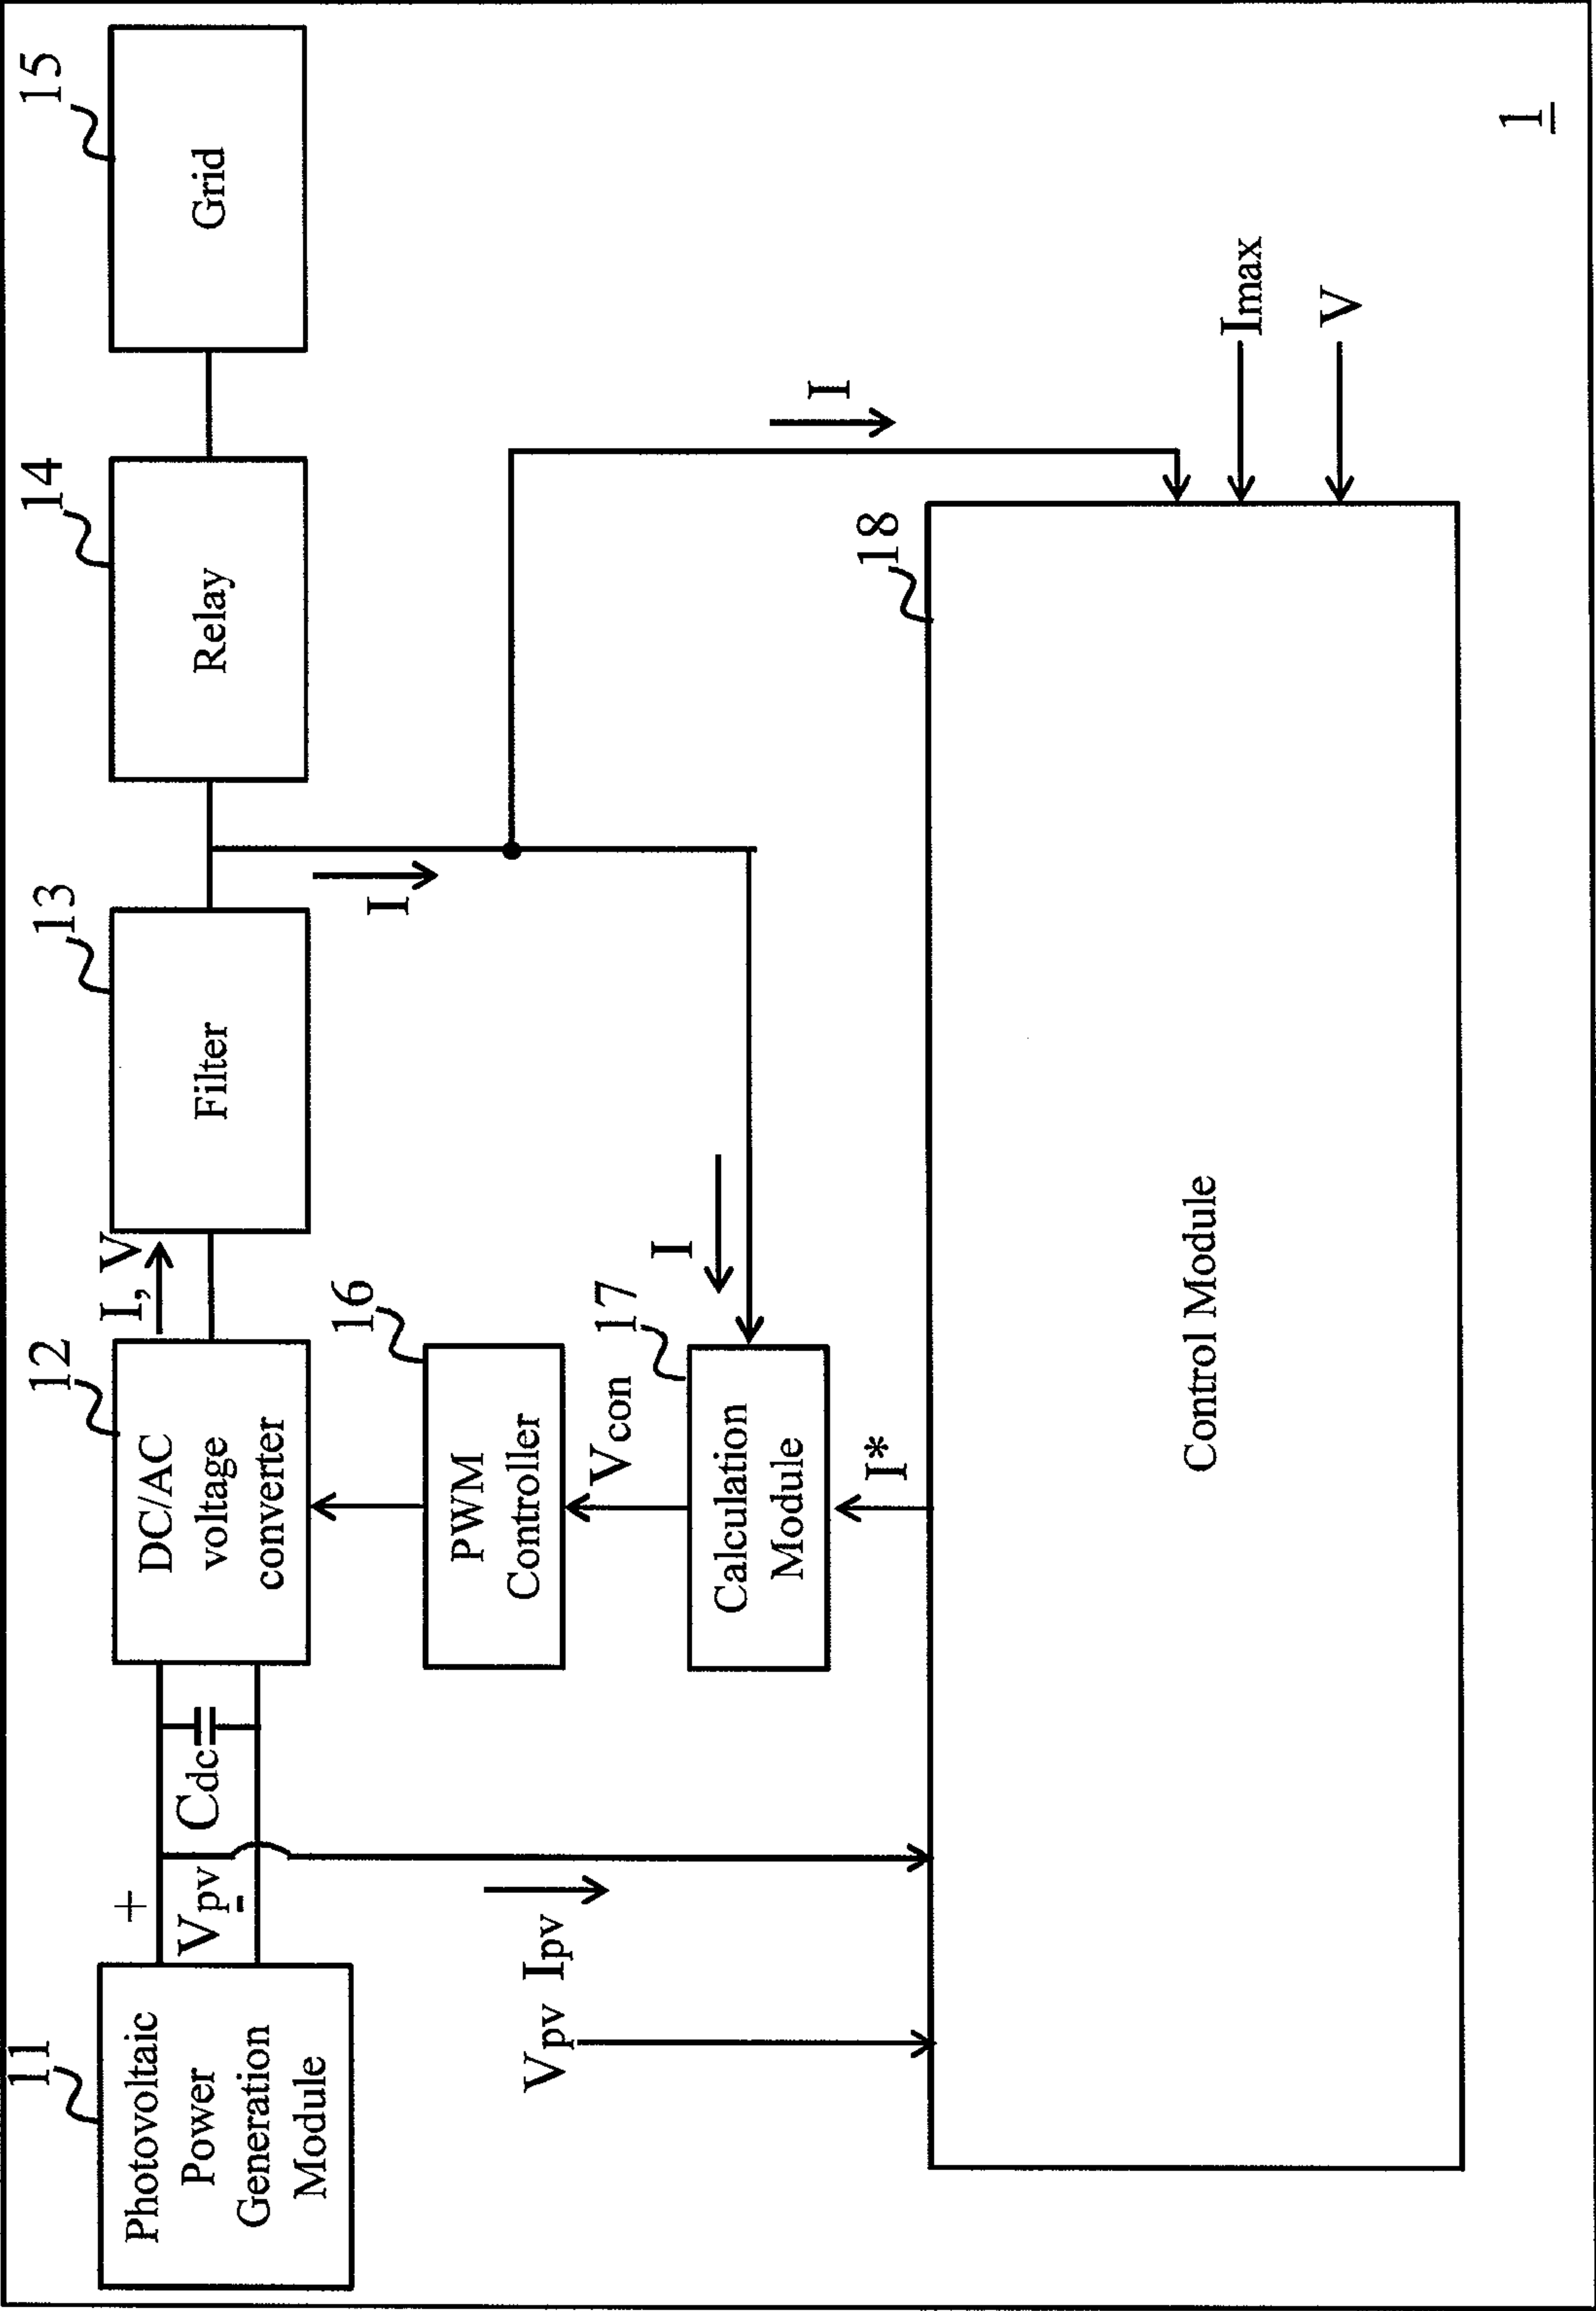 11
12
13
14
15
Photovoltaic
Power
Generation
Module
+
Vpv
-
Cdc
DC/AC
voltage
converter
I, V
Filter
Relay
Grid
I
16
PWM
Controller
Vcon
17
Calculation
Module
I
I*
I
18
Vpv
Ipv
Control Module
Imax
V
1